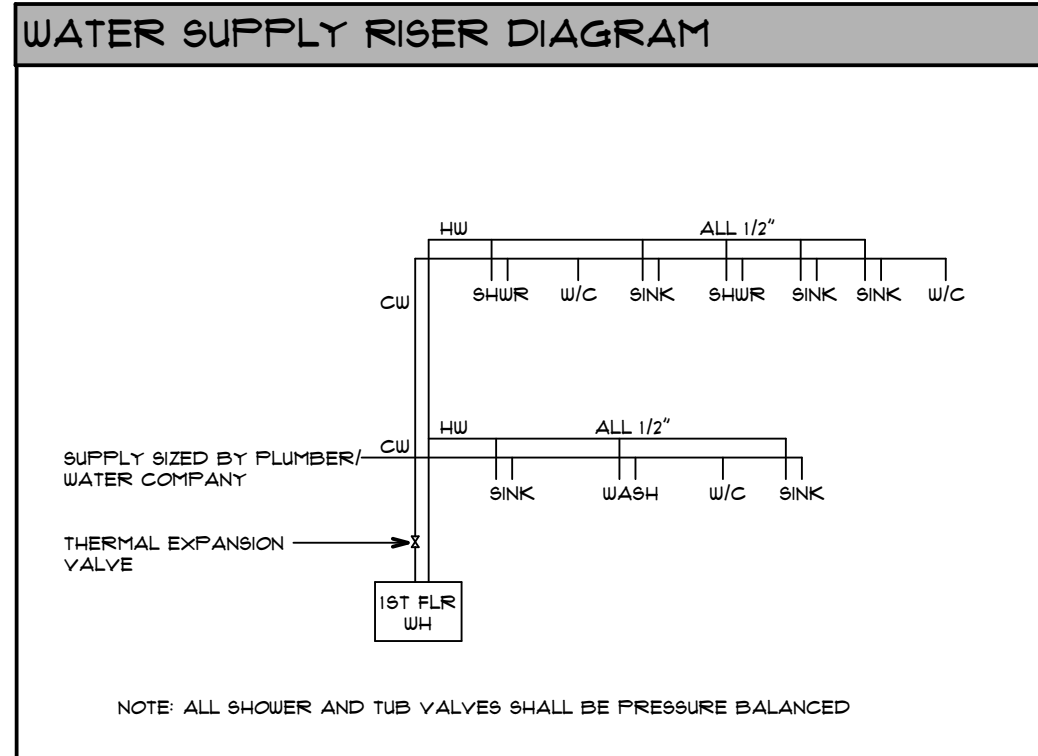 WATER SUPPLY RISER DIAGRAM
HW ALL 1/2"
SHWR W/C SINK SHWR SINK SINK W/C
CW
HW ALL 1/2"
CW
SUPPLY SIZED BY PLUMBER/
WATER COMPANY
SINK WASH W/C SINK
THERMAL EXPANSION
VALVE
1ST FLR
WH
NOTE: ALL SHOWER AND TUB VALVES SHALL BE PRESSURE BALANCED